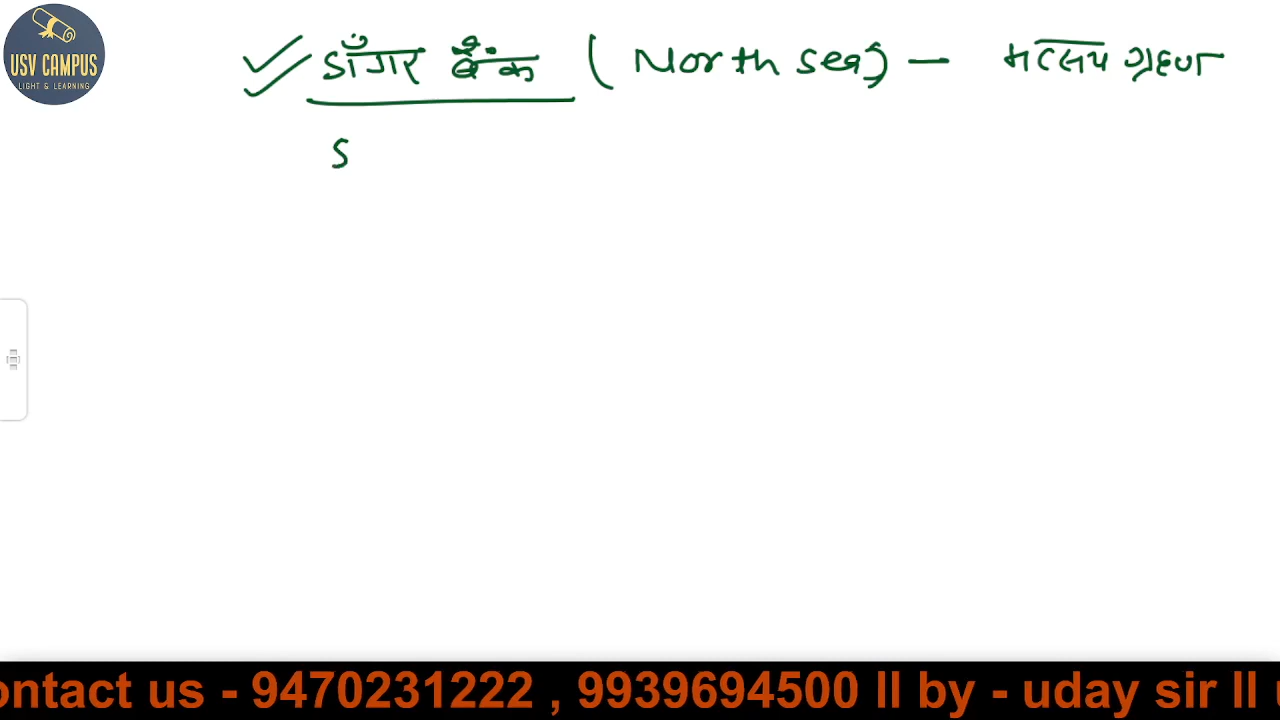 USV CAMPUS
LIGHT & LEARNING
डॉगर बैंक (North sea) – मत्स्य ग्रहण
S
ontact us - 9470231222 , 9939694500 ll by - uday sir ll